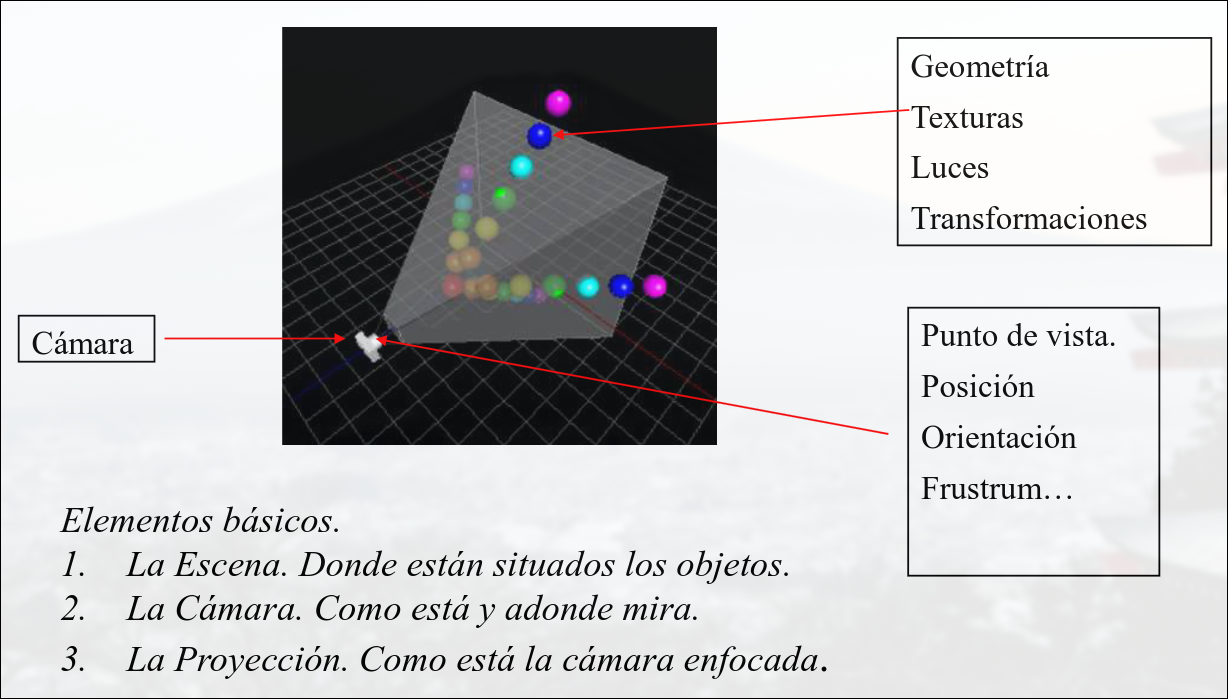 Geometría
Texturas
Luces
Transformaciones
Cámara
Punto de vista.
Posición
Orientación
Frustrum…
Elementos básicos.
1. La Escena. Donde están situados los objetos.
2. La Cámara. Como está y adonde mira.
3. La Proyección. Como está la cámara enfocada.